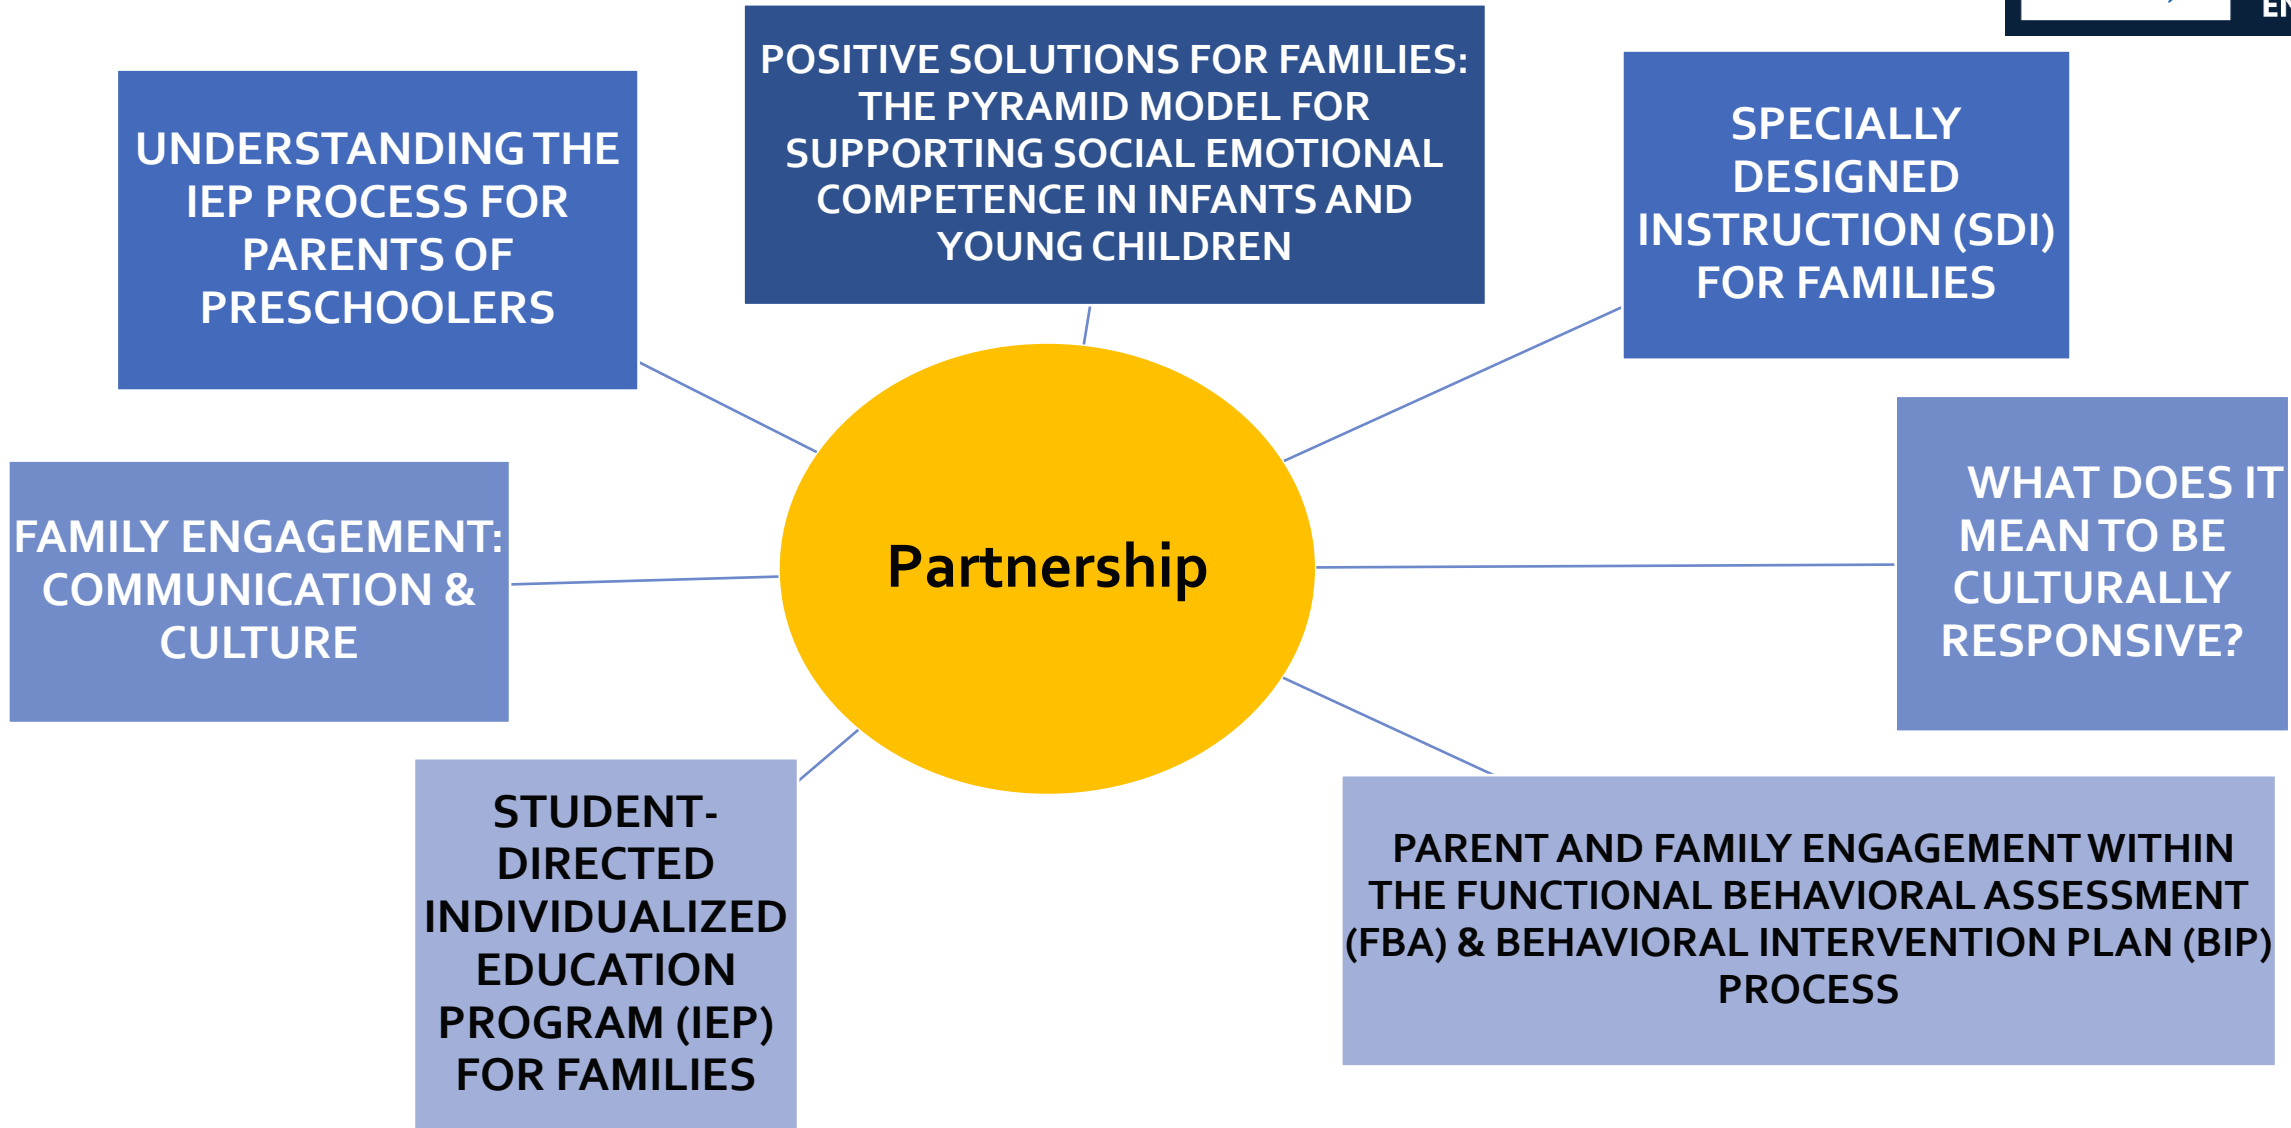 UNDERSTANDING THE
IEP PROCESS FOR
PARENTS OF
PRESCHOOLERS
POSITIVE SOLUTIONS FOR FAMILIES:
THE PYRAMID MODEL FOR
SUPPORTING SOCIAL EMOTIONAL
COMPETENCE IN INFANTS AND
YOUNG CHILDREN
SPECIALLY
DESIGNED
INSTRUCTION (SDI)
FOR FAMILIES
FAMILY ENGAGEMENT:
COMMUNICATION &
CULTURE
Partnership
WHAT DOES IT
MEAN TO BE
CULTURALLY
RESPONSIVE?
STUDENT-
DIRECTED
INDIVIDUALIZED
EDUCATION
PROGRAM (IEP)
FOR FAMILIES
PARENT AND FAMILY ENGAGEMENT WITHIN
THE FUNCTIONAL BEHAVIORAL ASSESSMENT
(FBA) & BEHAVIORAL INTERVENTION PLAN (BIP)
PROCESS